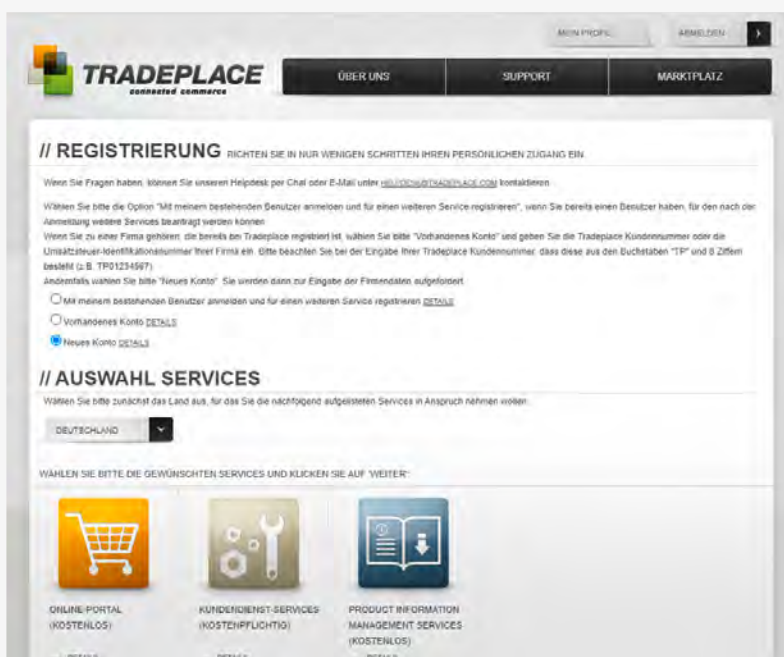 MEIN PROFIL
ABMELDEN
TRADEPLACE
connected commerce
ÜBER UNS
SUPPORT
MARKTPLATZ
// REGISTRIERUNG RICHTEN SIE IN NUR WENIGEN SCHRITTEN IHREN PERSÖNLICHEN ZUGANG EIN.
Wenn Sie Fragen haben, können Sie unseren Helpdesk per Chat oder E-Mail unter HELPDESK@TRADEPLACE.COM kontaktieren.
Wählen Sie bitte die Option "Mit meinem bestehenden Benutzer anmelden und für einen weiteren Service registrieren", wenn Sie bereits einen Benutzer haben, für den nach der
Anmeldung weitere Services beantragt werden können.
Wenn Sie zu einer Firma gehören, die bereits bei Tradeplace registriert ist, wählen Sie bitte "Vorhandenes Konto" und geben Sie die Tradeplace Kundennummer oder die
Umsatzsteuer-Identifikationsnummer Ihrer Firma ein. Bitte beachten Sie bei der Eingabe Ihrer Tradeplace Kundennummer, dass diese aus den Buchstaben "TP" und 8 Ziffern
besteht (z.B. TP01234567).
Andernfalls wählen Sie bitte "Neues Konto". Sie werden dann zur Eingabe der Firmendaten aufgefordert.
Mit meinem bestehenden Benutzer anmelden und für einen weiteren Service registrieren DETAILS
Vorhandenes Konto DETAILS
Neues Konto DETAILS
// AUSWAHL SERVICES
Wählen Sie bitte zunächst das Land aus, für das Sie die nachfolgend aufgelisteten Services in Anspruch nehmen wollen.
DEUTSCHLAND
WÄHLEN SIE BITTE DIE GEWÜNSCHTEN SERVICES UND KLICKEN SIE AUF 'WEITER':
ONLINE-PORTAL
(KOSTENLOS)
KUNDENDIENST-SERVICES
(KOSTENPFLICHTIG)
PRODUCT INFORMATION
MANAGEMENT SERVICES
(KOSTENLOS)